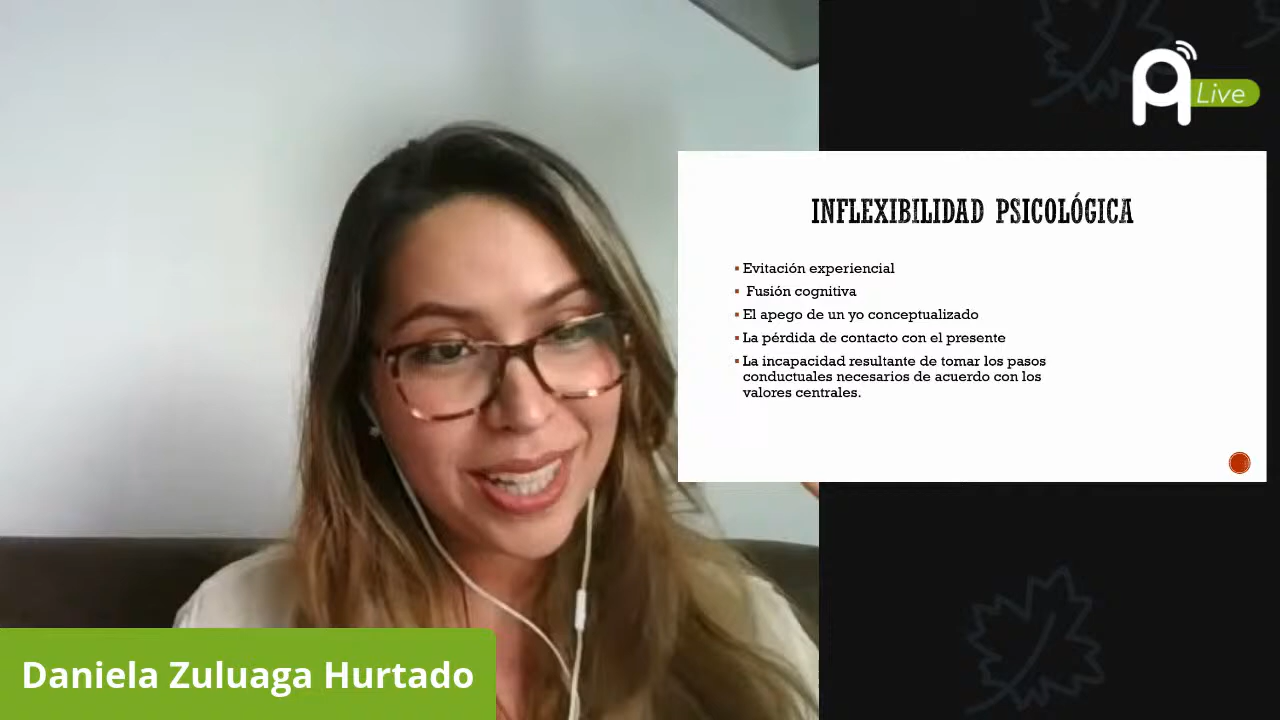 Live
INFLEXIBILIDAD PSICOLÓGICA
▪ Evitación experiencial
▪ Fusión cognitiva
▪ El apego de un yo conceptualizado
▪ La pérdida de contacto con el presente
▪ La incapacidad resultante de tomar los pasos
conductuales necesarios de acuerdo con los
valores centrales.
Daniela Zuluaga Hurtado